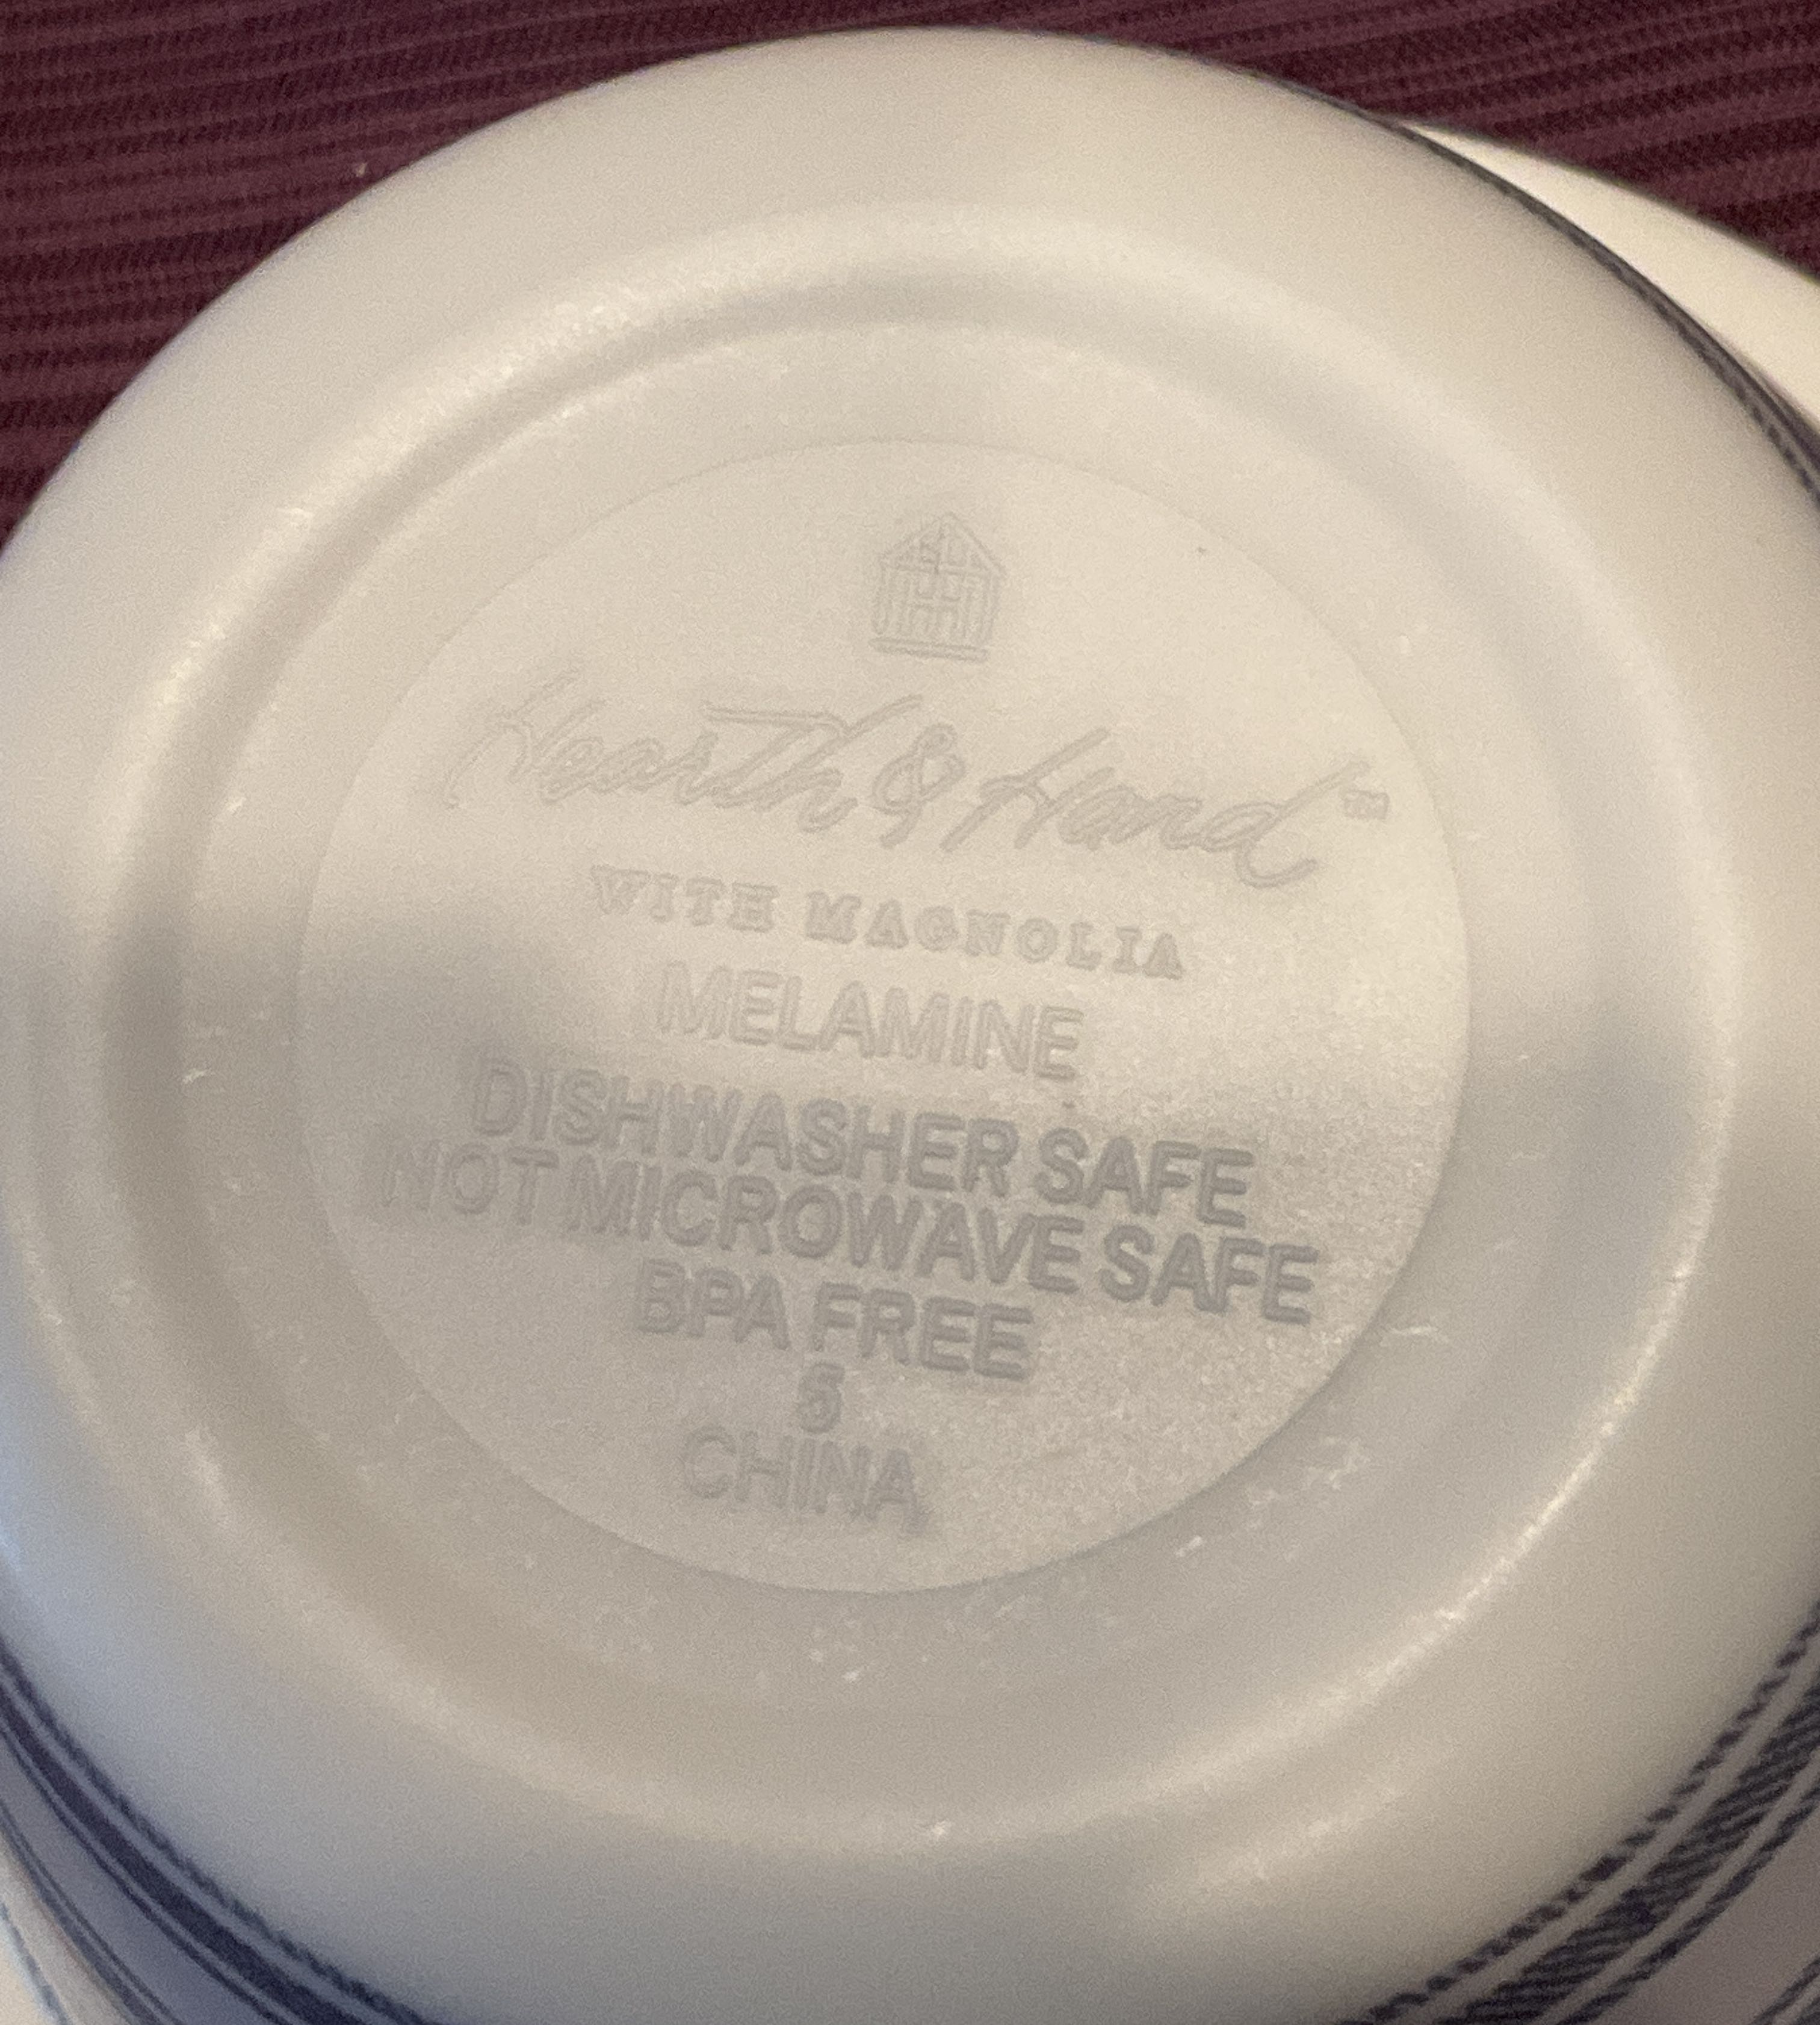 Hearth & Hand™
WITH MAGNOLIA
MELAMINE
DISHWASHER SAFE
NOT MICROWAVE SAFE
BPA FREE
5
CHINA